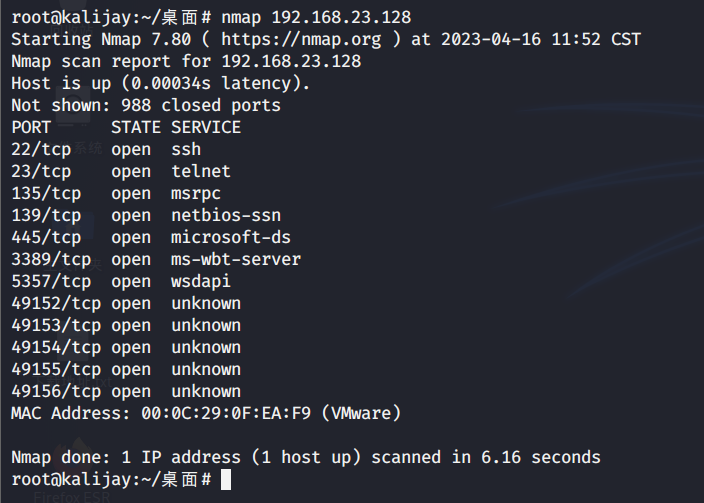 root@kalijay:~/桌面# nmap 192.168.23.128
Starting Nmap 7.80 ( https://nmap.org ) at 2023-04-16 11:52 CST
Nmap scan report for 192.168.23.128
Host is up (0.00034s latency).
Not shown: 988 closed ports
PORT      STATE SERVICE
22/tcp    open  ssh
23/tcp    open  telnet
135/tcp   open  msrpc
139/tcp   open  netbios-ssn
445/tcp   open  microsoft-ds
3389/tcp  open  ms-wbt-server
5357/tcp  open  wsdapi
49152/tcp open  unknown
49153/tcp open  unknown
49154/tcp open  unknown
49155/tcp open  unknown
49156/tcp open  unknown
MAC Address: 00:0C:29:0F:EA:F9 (VMware)
Nmap done: 1 IP address (1 host up) scanned in 6.16 seconds
root@kalijay:~/桌面#
Firefox ESR